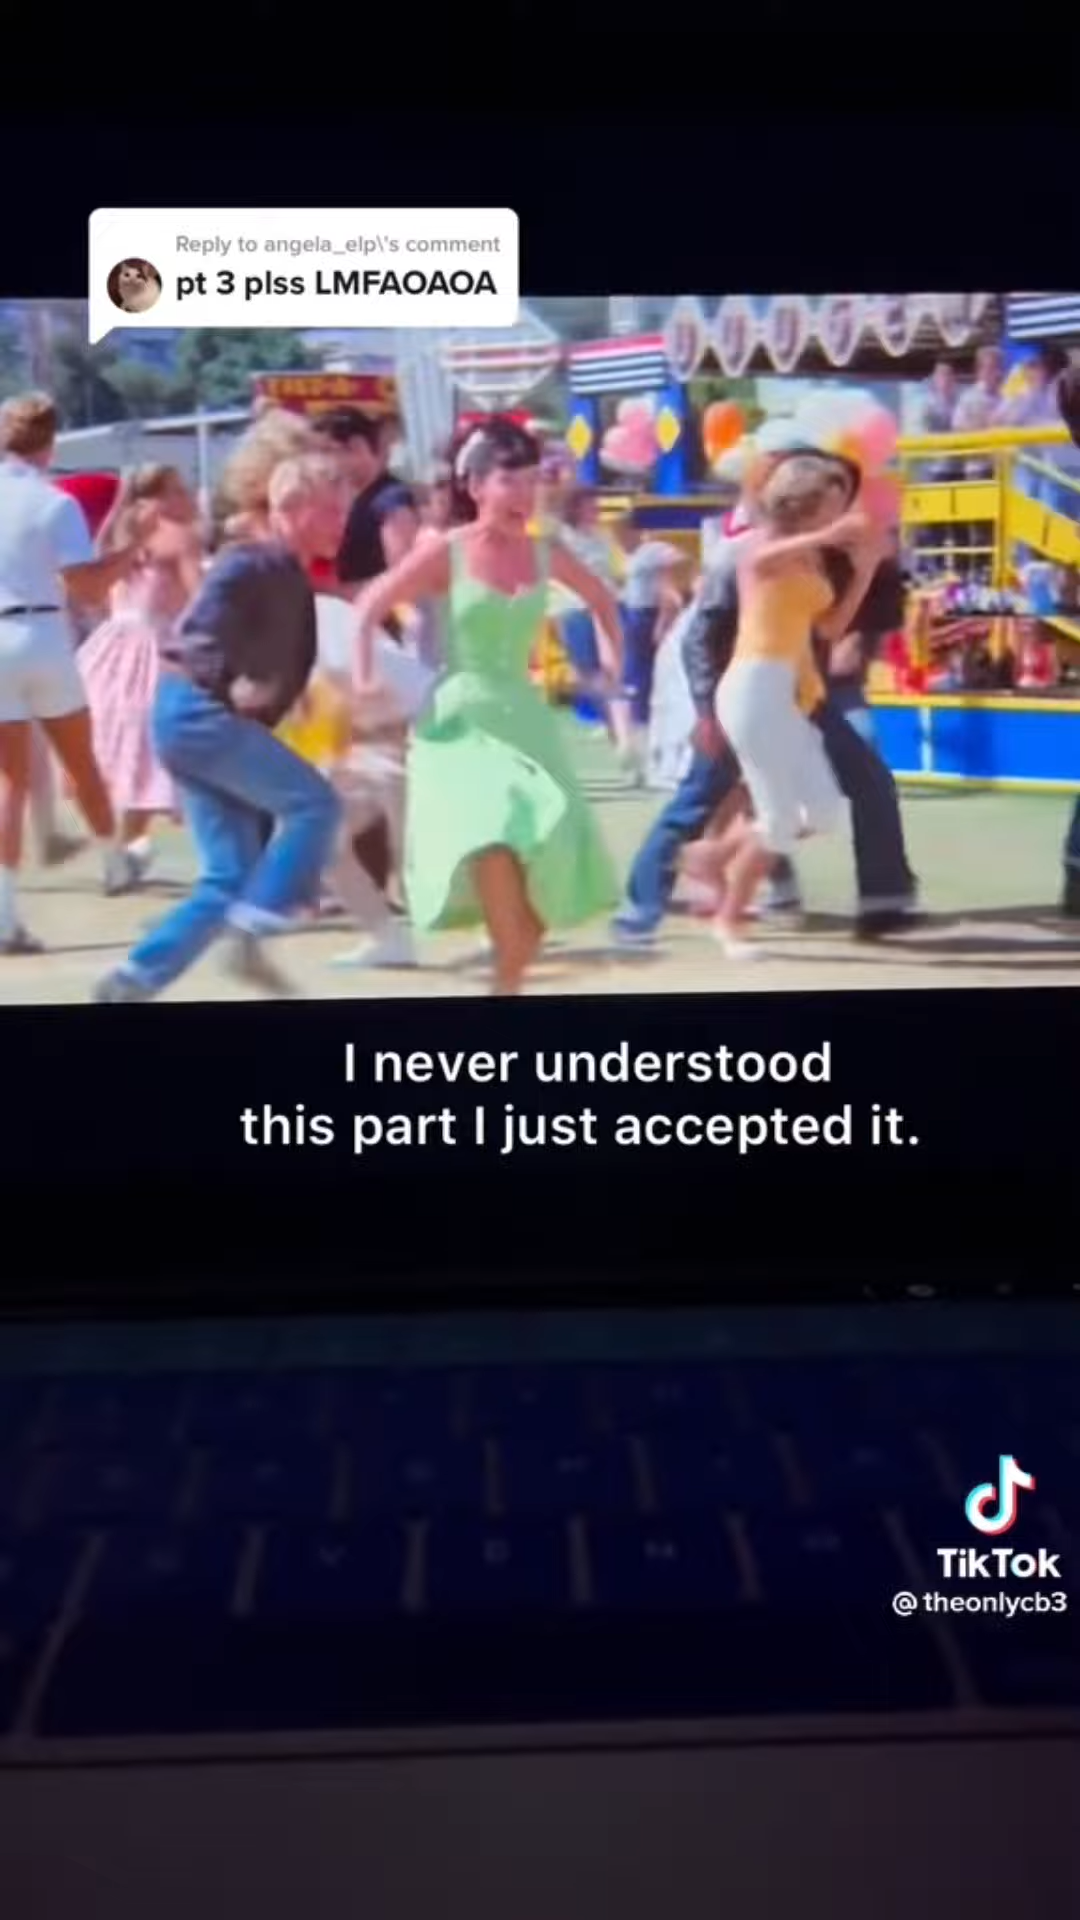 Reply to angela_elp\'s comment
pt 3 plss LMFAOAOA
I never understood
this part I just accepted it.
TikTok
@theonlycb3